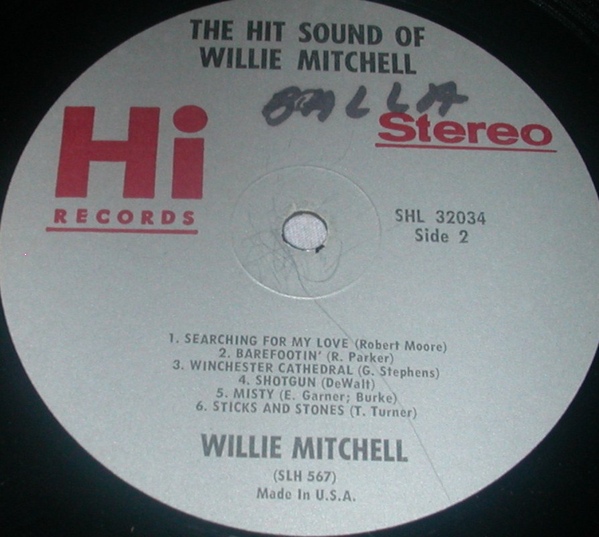 THE HIT SOUND OF
WILLIE MITCHELL
BALLA
Hi
RECORDS
Stereo
SHL 32034
Side 2
1. SEARCHING FOR MY LOVE (Robert Moore)
2. BAREFOOTIN' (R. Parker)
3. WINCHESTER CATHEDRAL (G. Stephens)
4. SHOTGUN (DeWalt)
5. MISTY (E. Garner; Burke)
6. STICKS AND STONES (T. Turner)
WILLIE MITCHELL
(SLH 567)
Made In U.S.A.